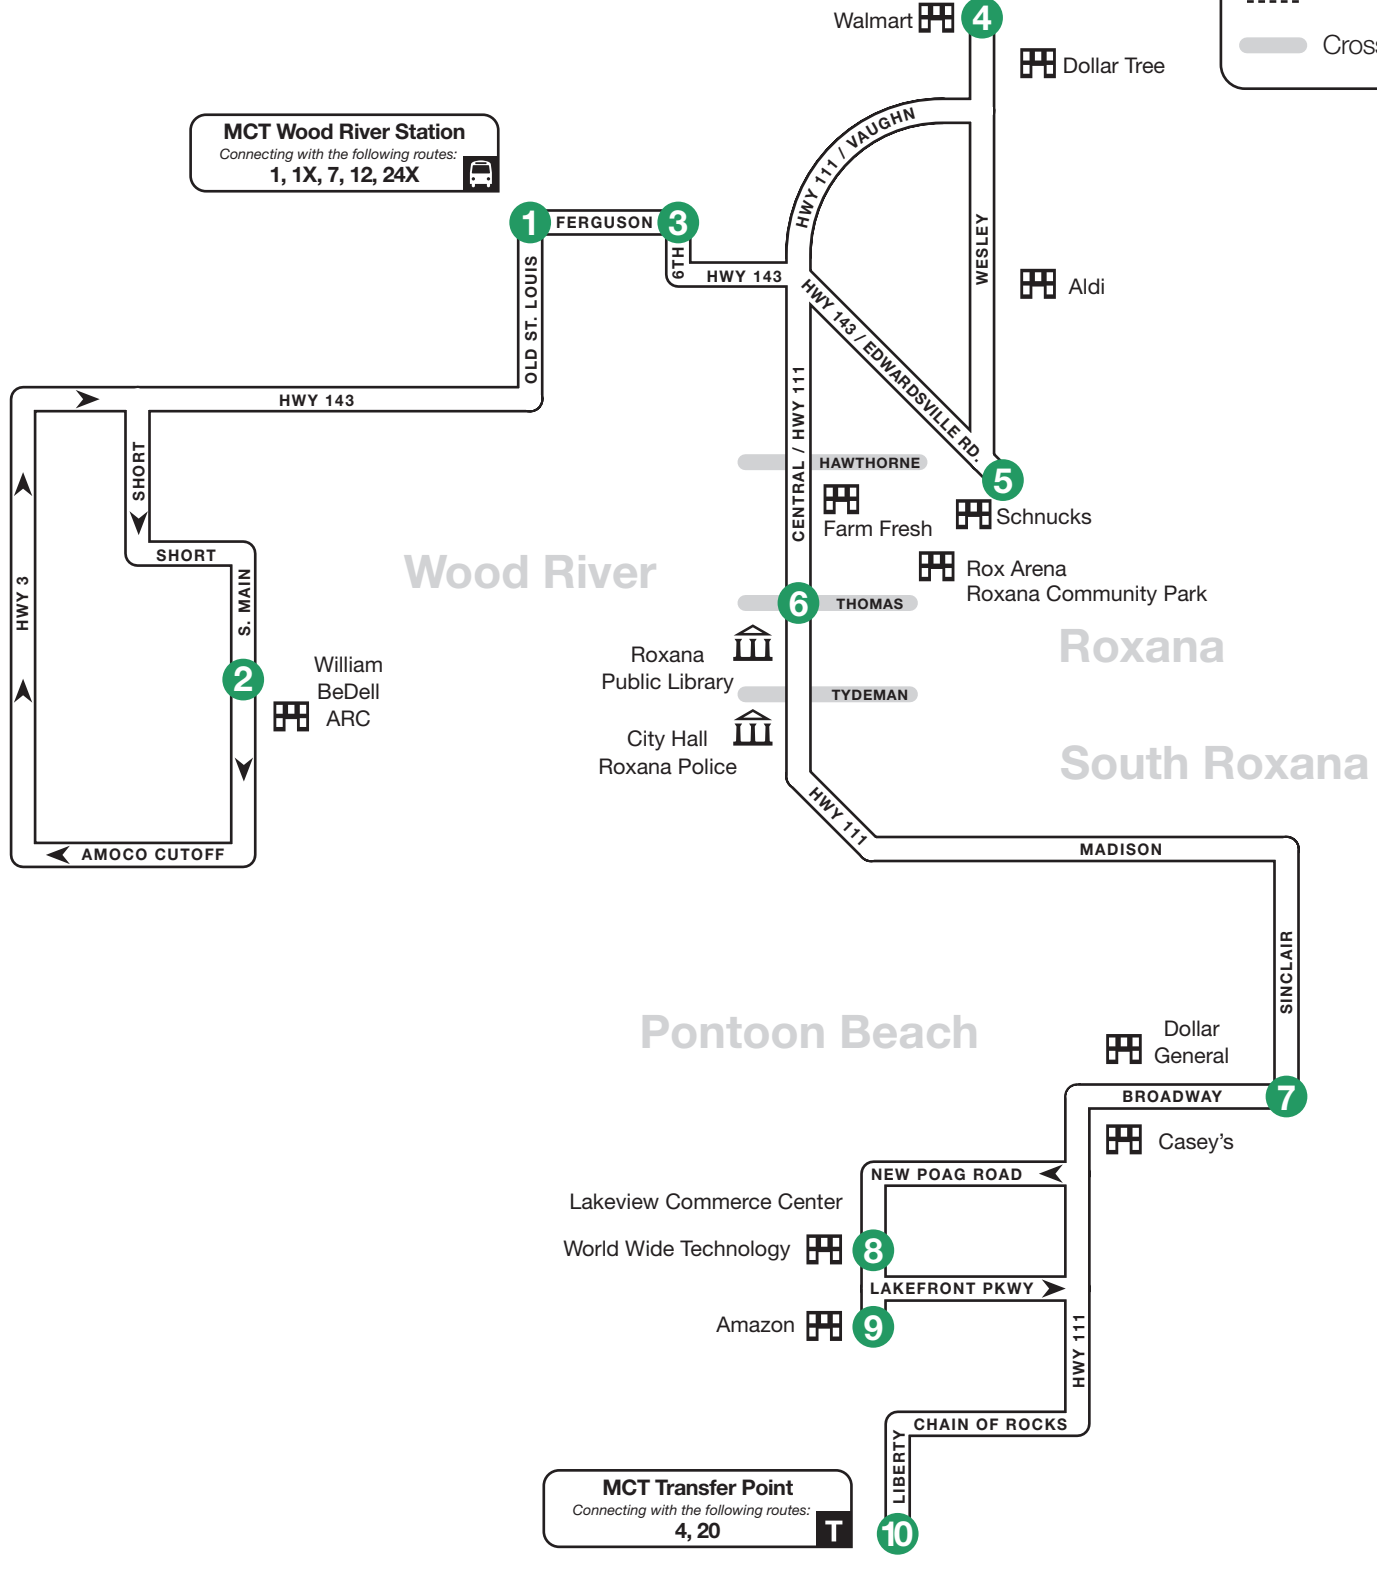 Walmart
4
Dollar Tree
Cross
MCT Wood River Station
Connecting with the following routes:
1, 1X, 7, 12, 24X
HWY 111 / VAUGHN
1
FERGUSON
3
6TH
HWY 143
WESLEY
Aldi
OLD ST. LOUIS
HWY 143 / EDWARDSVILLE RD.
HWY 143
CENTRAL / HWY 111
SHORT
HAWTHORNE
5
Farm Fresh
Schnucks
SHORT
Wood River
Rox Arena
Roxana Community Park
HWY 3
S. MAIN
6
THOMAS
Roxana
Roxana
Public Library
William
BeDell
ARC
2
TYDEMAN
City Hall
Roxana Police
South Roxana
HWY 111
AMOCO CUTOFF
MADISON
SINCLAIR
Pontoon Beach
Dollar
General
BROADWAY
7
Casey's
NEW POAG ROAD
Lakeview Commerce Center
World Wide Technology
8
LAKEFRONT PKWY
Amazon
9
HWY 111
CHAIN OF ROCKS
LIBERTY
MCT Transfer Point
Connecting with the following routes:
4, 20
T
10